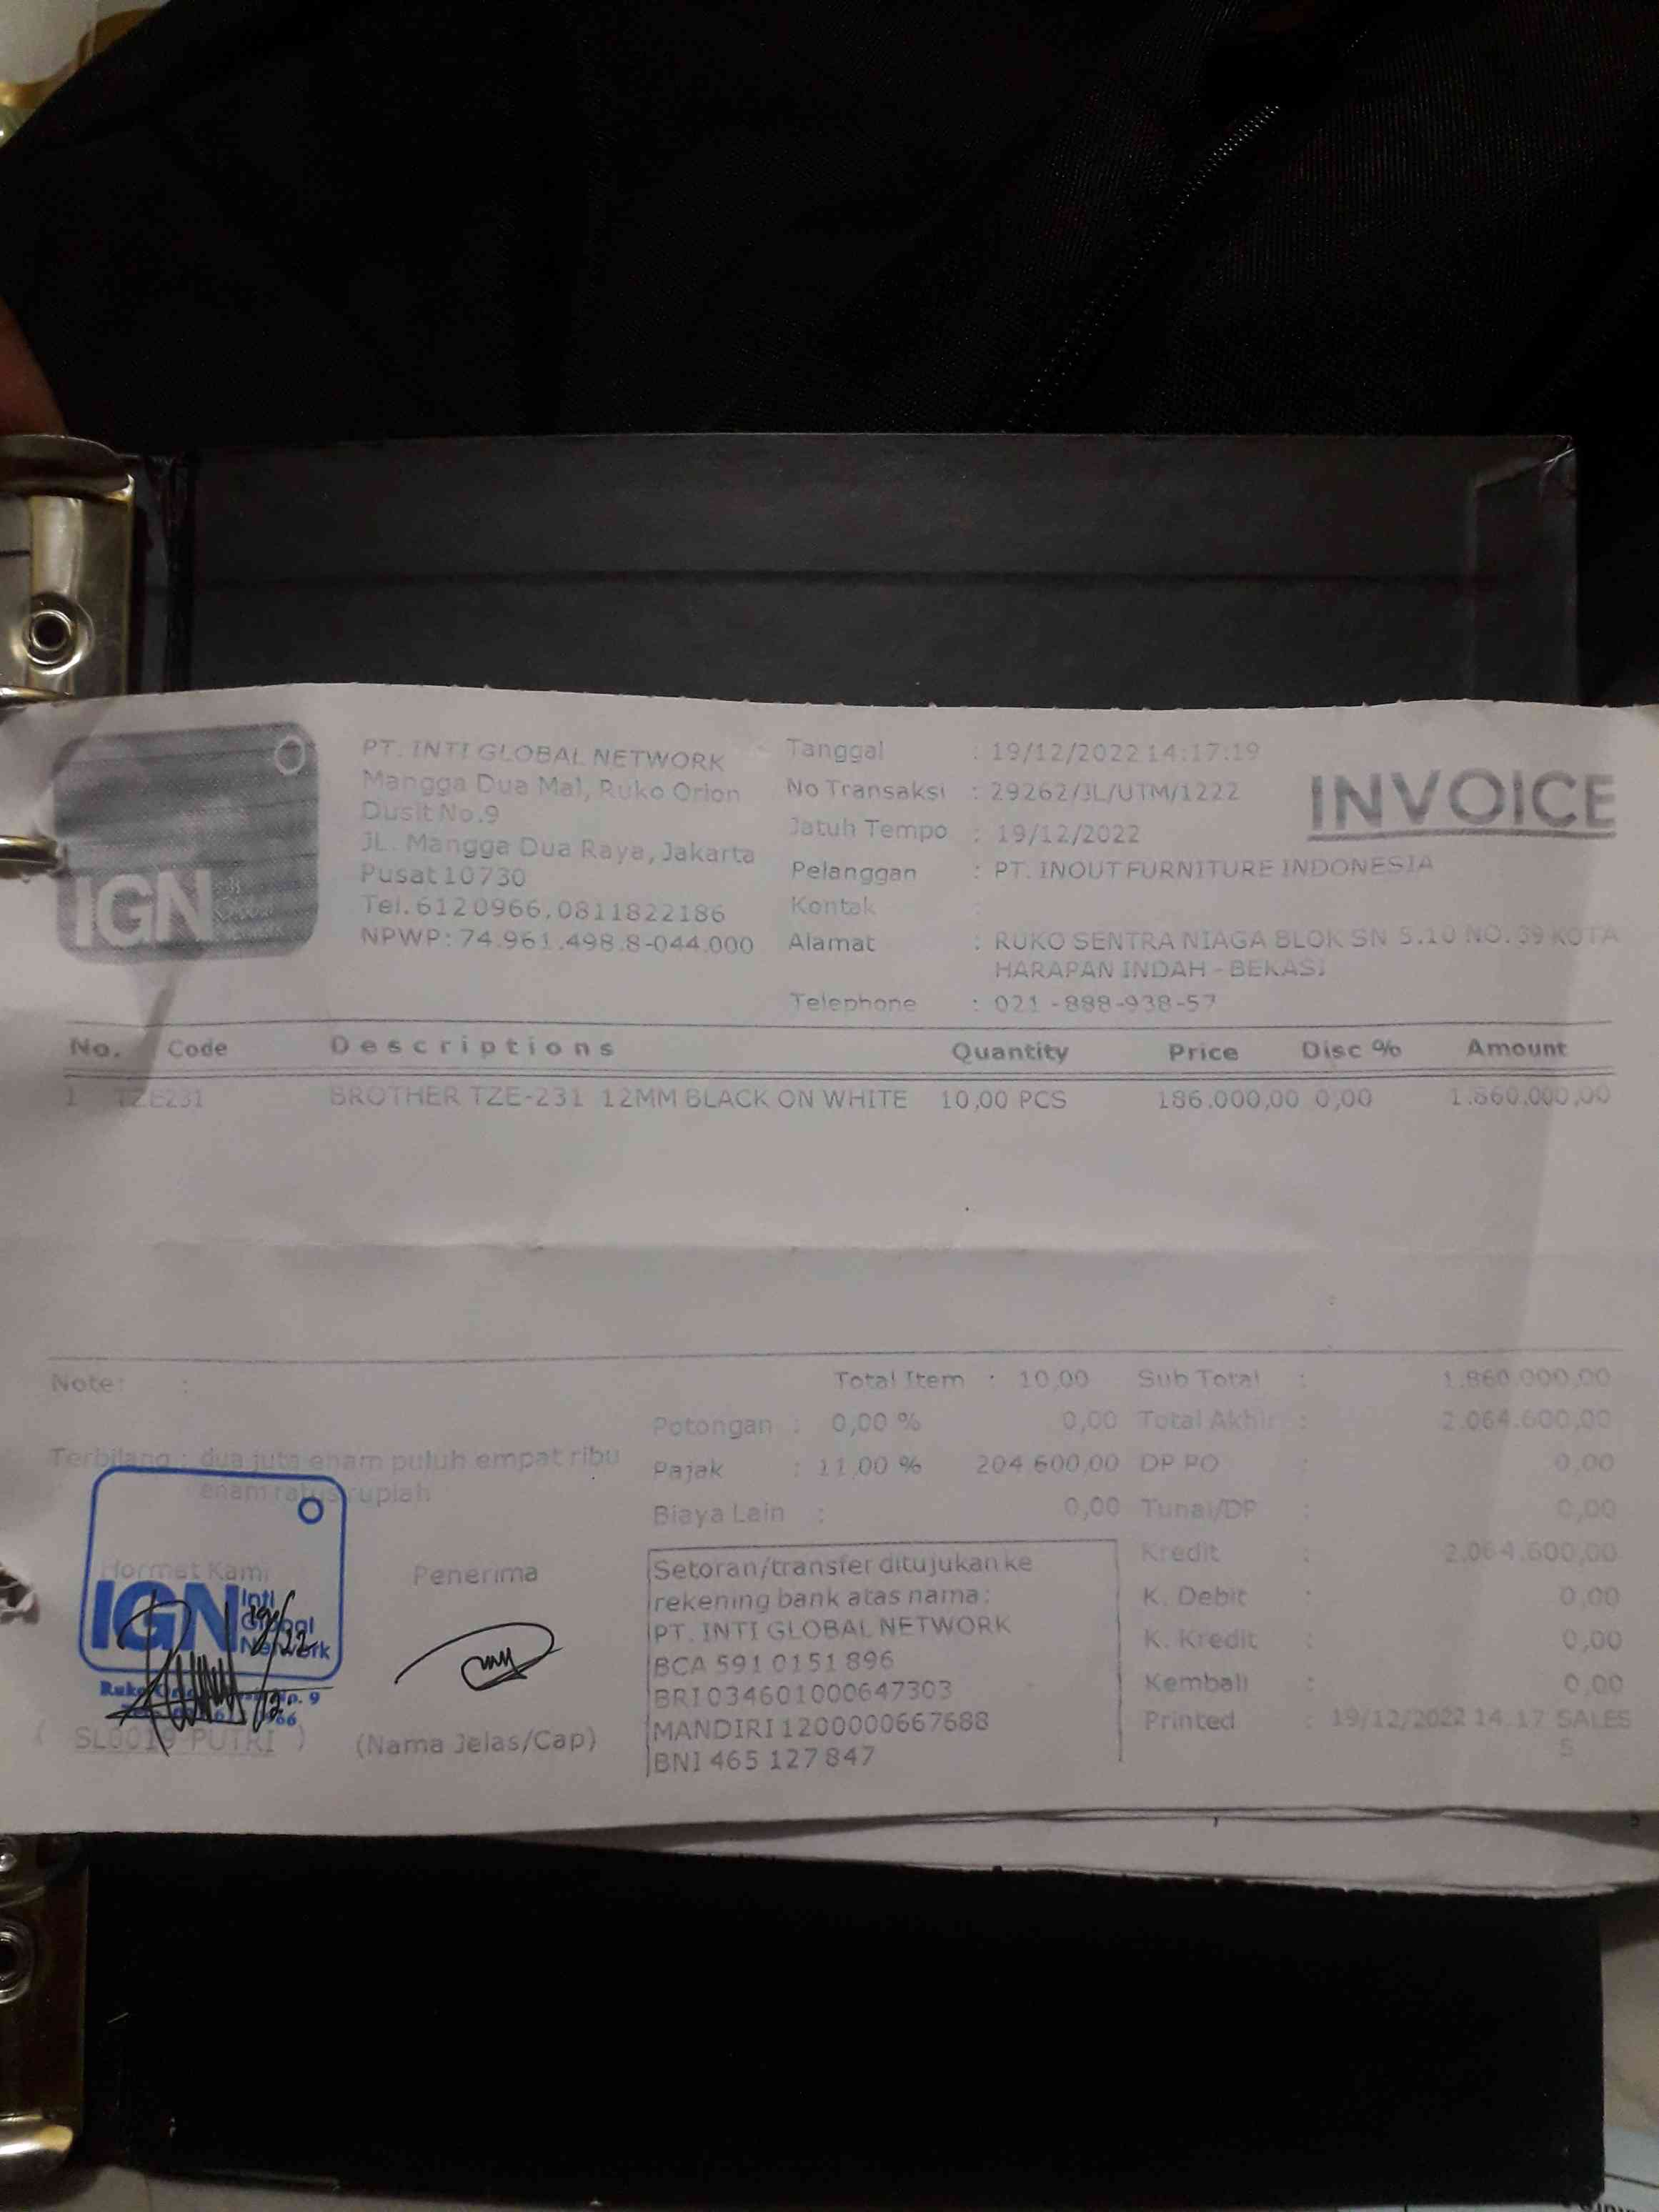 IGN
PT. INTI GLOBAL NETWORK
Mangga Dua Mal, Ruko Orion
Dusit No.9
JL. Mangga Dua Raya, Jakarta
Pusat 10730
Tel. 6120966, 0811822186
NPWP: 74.961.498.8-044.000
Tanggal : 19/12/2022 14:17:19
No Transaksi : 29262/JL/UTM/1222
Jatuh Tempo : 19/12/2022
Pelanggan : PT. INOUT FURNITURE INDONESIA
Kontak :
Alamat : RUKO SENTRA NIAGA BLOK SN 5.10 NO. 39 KOTA
HARAPAN INDAH - BEKASI
Telephone : 021 -888-938-57
INVOICE
No. Code Descriptions Quantity Price Disc % Amount
1 TZE231 BROTHER TZE-231 12MM BLACK ON WHITE 10,00 PCS 186.000,00 0,00 1.860.000,00
Note: :
Total Item : 10,00
Potongan : 0,00 % 0,00
Pajak : 11,00 % 204.600,00
Biaya Lain : 0,00
Sub Total : 1.860.000,00
Total Akhir : 2.064.600,00
DP PO : 0,00
Tunai/DP : 0,00
Kredit : 2.064.600,00
K. Debit : 0,00
K. Kredit : 0,00
Kembali : 0,00
Printed : 19/12/2022 14.17 SALES
5
Terbilang : dua juta enam puluh empat ribu
enam ratus rupiah
Hormat Kami
IGN Inti
Global
Network
19/12/22
( SL0019 PUTRI )
Penerima
(Nama Jelas/Cap)
Setoran/transfer ditujukan ke
rekening bank atas nama:
PT. INTI GLOBAL NETWORK
BCA 591 0151 896
BRI 034601000647303
MANDIRI 1200000667688
BNI 465 127 847